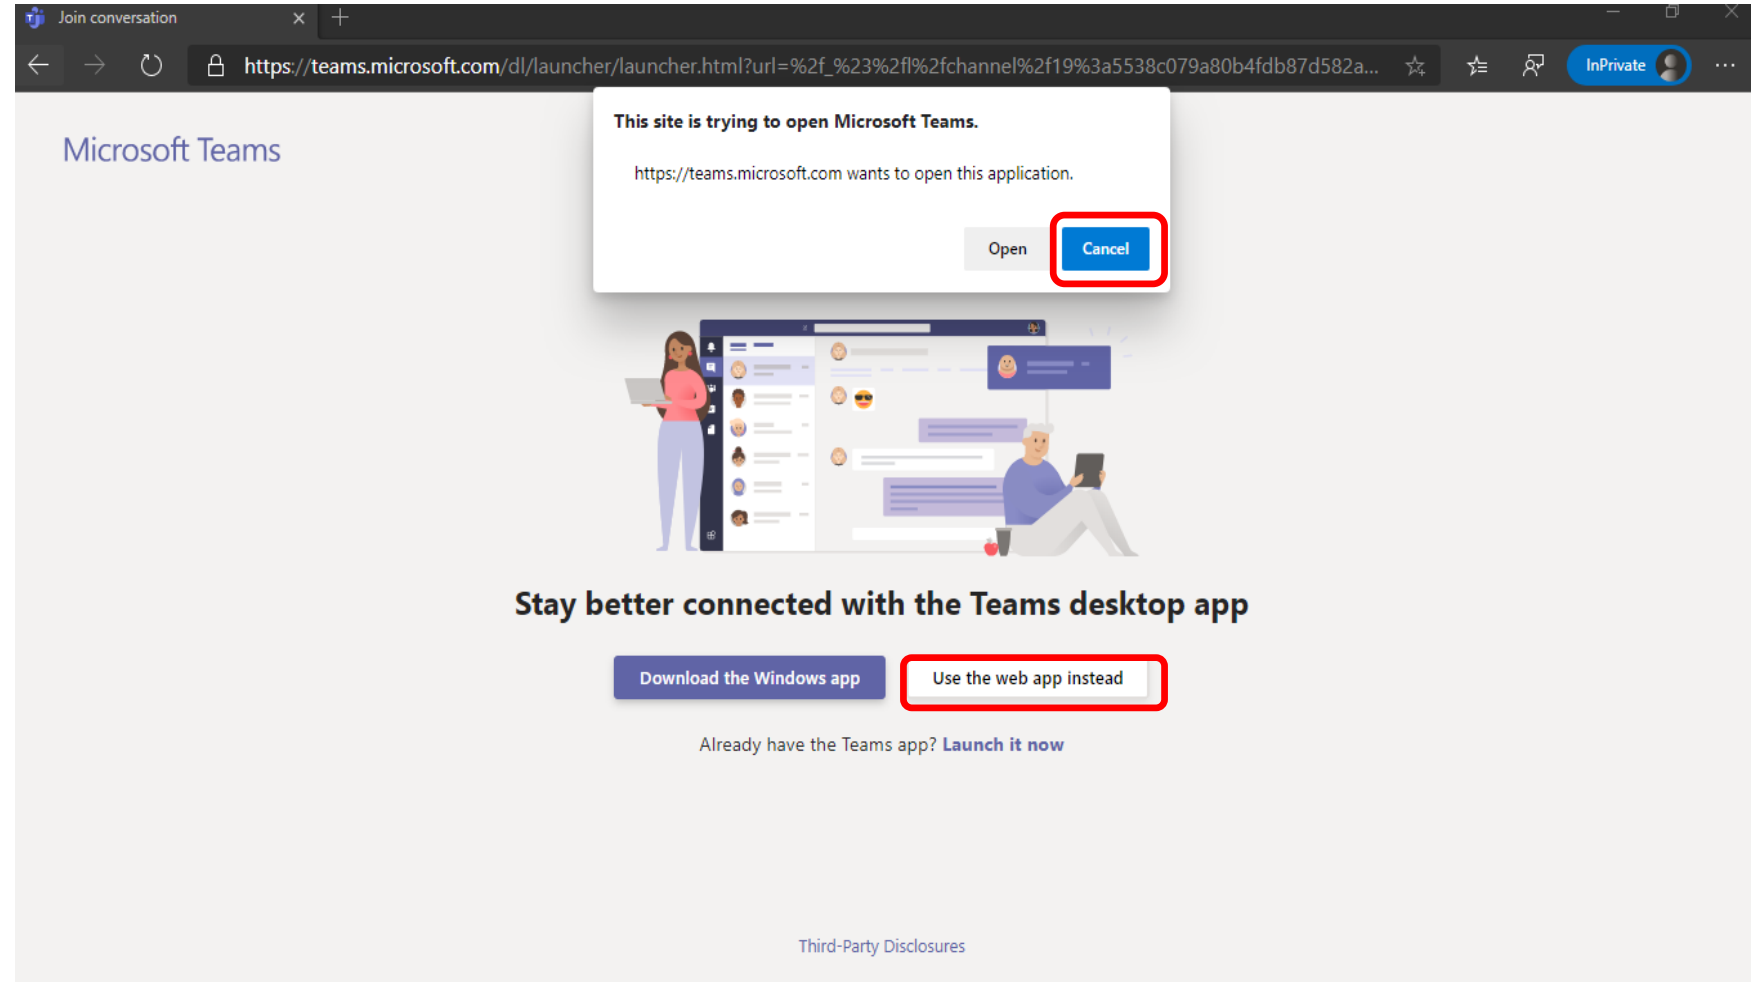 Join conversation
https://teams.microsoft.com/dl/launcher/launcher.html?url=%2f_%23%2fl%2fchannel%2f19%3a5538c079a80b4fdb87d582a...
InPrivate
Microsoft Teams
This site is trying to open Microsoft Teams.
https://teams.microsoft.com wants to open this application.
Open
Cancel
Stay better connected with the Teams desktop app
Download the Windows app
Use the web app instead
Already have the Teams app? Launch it now
Third-Party Disclosures